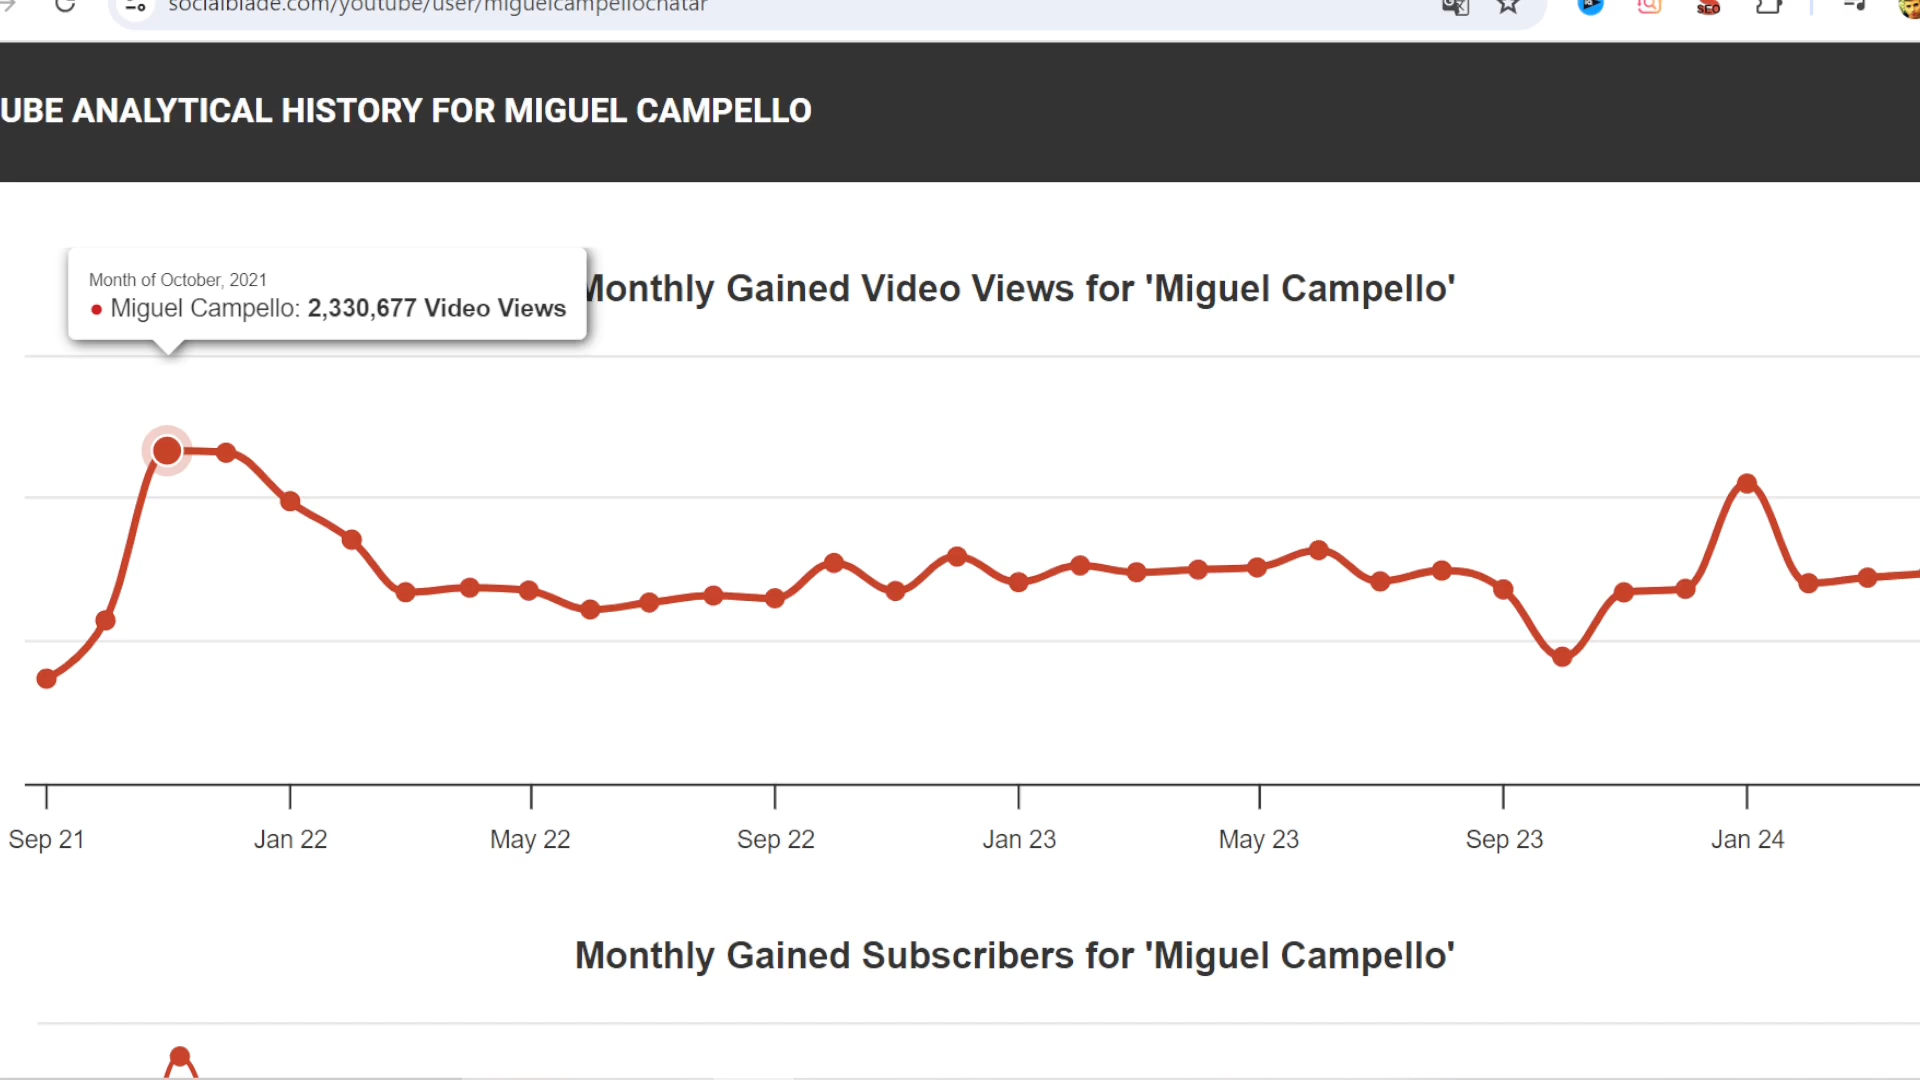 socialblade.com/youtube/user/miguelcampellochatar
SEO
UBE ANALYTICAL HISTORY FOR MIGUEL CAMPELLO
Month of October, 2021
Miguel Campello: 2,330,677 Video Views
Monthly Gained Video Views for 'Miguel Campello'
Sep 21 Jan 22 May 22 Sep 22 Jan 23 May 23 Sep 23 Jan 24
Monthly Gained Subscribers for 'Miguel Campello'